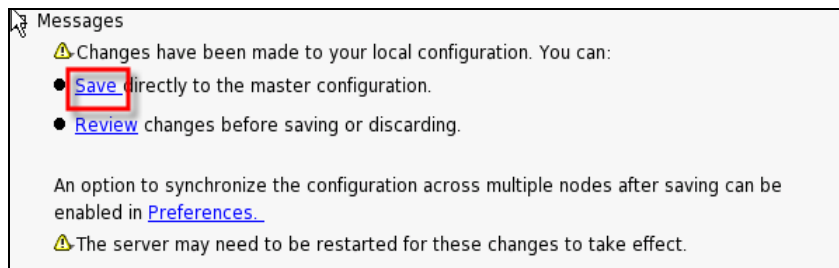 Messages
Changes have been made to your local configuration. You can:
Save directly to the master configuration.
Review changes before saving or discarding.
An option to synchronize the configuration across multiple nodes after saving can be
enabled in Preferences.
The server may need to be restarted for these changes to take effect.